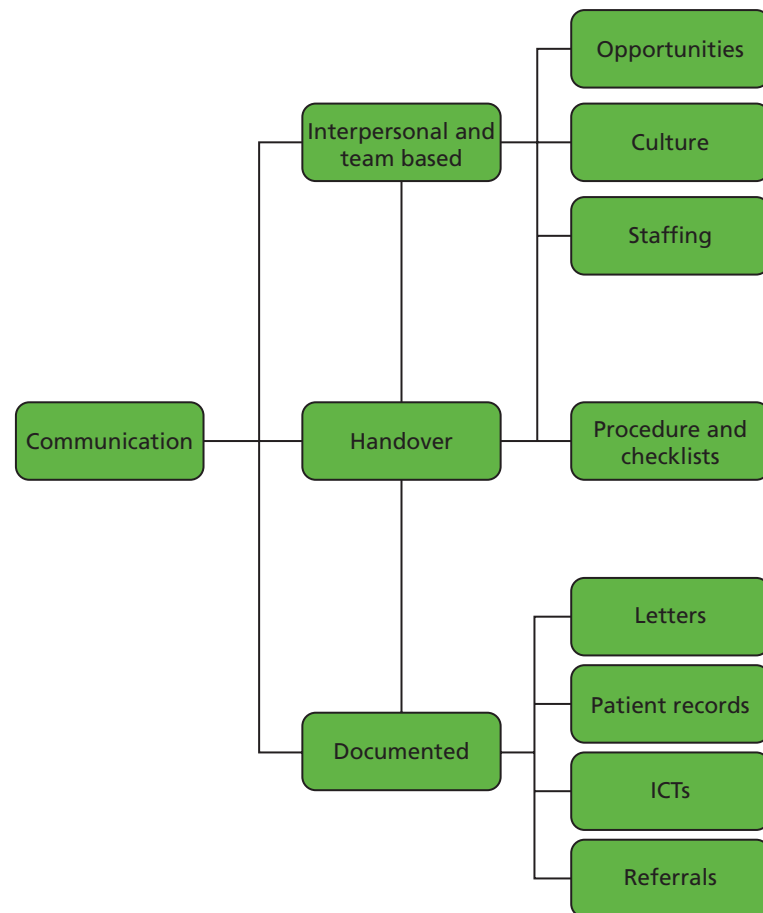 Opportunities
Interpersonal and
team based
Culture
Staffing
Communication
Handover
Procedure and
checklists
Letters
Patient records
Documented
ICTs
Referrals